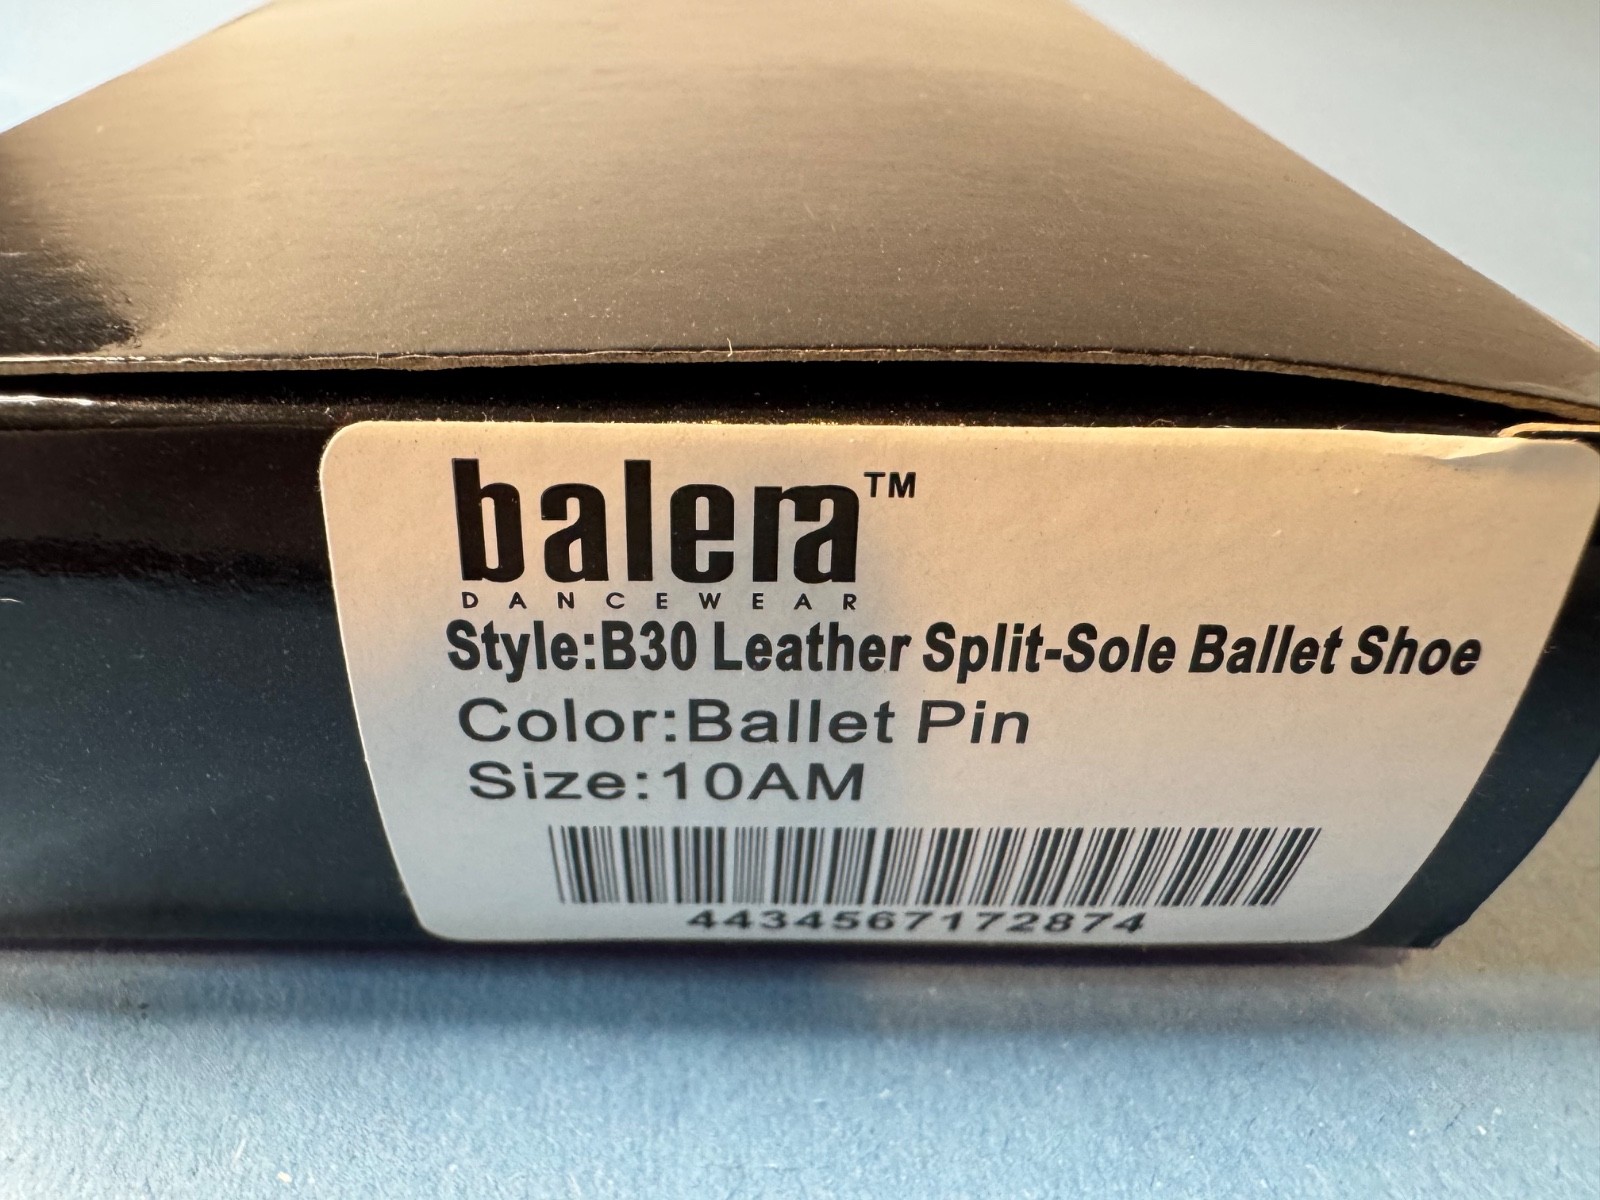 balera™
DANCEWEAR
Style:B30 Leather Split-Sole Ballet Shoe
Color:Ballet Pin
Size:10AM
4434567172874